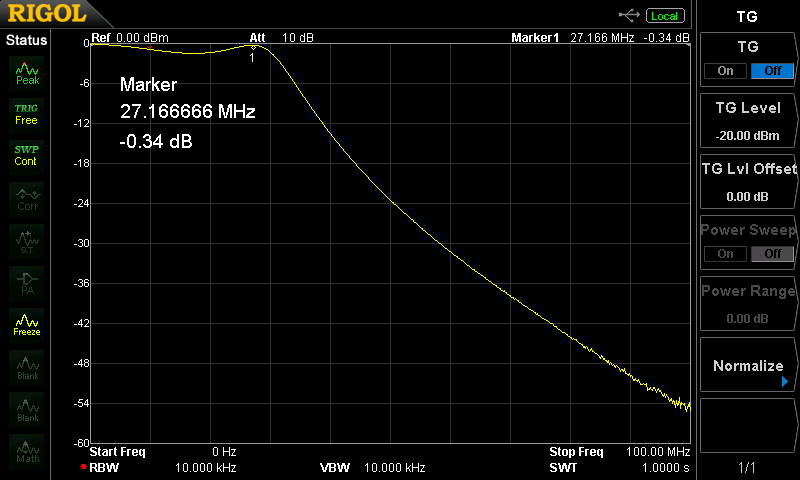 RIGOL
Local
TG
Status
Ref 0.00 dBm Att 10 dB Marker1 27.166 MHz -0.34 dB
Peak
TRIG
Free
SWP
Cont
Corr
S.T.
PA
Freeze
Blank
Blank
Math
0
-6
-12
-18
-24
-30
-36
-42
-48
-54
-60
1
Marker
27.166666 MHz
-0.34 dB
Start Freq 0 Hz Stop Freq 100.00 MHz
RBW 10.000 kHz VBW 10.000 kHz SWT 1.0000 s
TG
On Off
TG Level
-20.00 dBm
TG Lvl Offset
0.00 dB
Power Sweep
On Off
Power Range
0.00 dB
Normalize
1/1